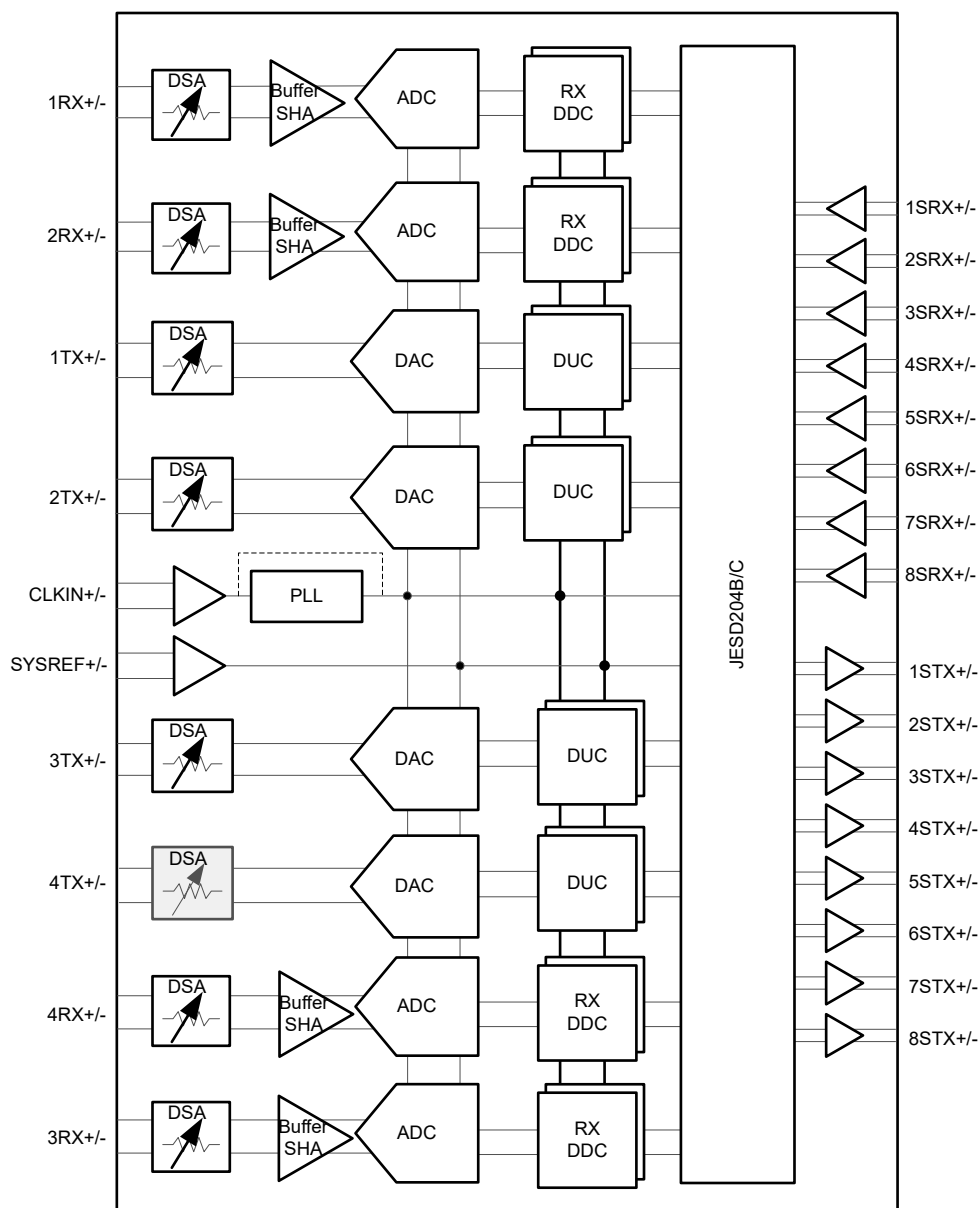 1RX+/-
DSA
Buffer
SHA
ADC
RX
DDC
2RX+/-
DSA
Buffer
SHA
ADC
RX
DDC
1TX+/-
DSA
DAC
DUC
2TX+/-
DSA
DAC
DUC
CLKIN+/-
PLL
SYSREF+/-
3TX+/-
DSA
DAC
DUC
4TX+/-
DSA
DAC
DUC
4RX+/-
DSA
Buffer
SHA
ADC
RX
DDC
3RX+/-
DSA
Buffer
SHA
ADC
RX
DDC
JESD204B/C
1SRX+/-
2SRX+/-
3SRX+/-
4SRX+/-
5SRX+/-
6SRX+/-
7SRX+/-
8SRX+/-
1STX+/-
2STX+/-
3STX+/-
4STX+/-
5STX+/-
6STX+/-
7STX+/-
8STX+/-